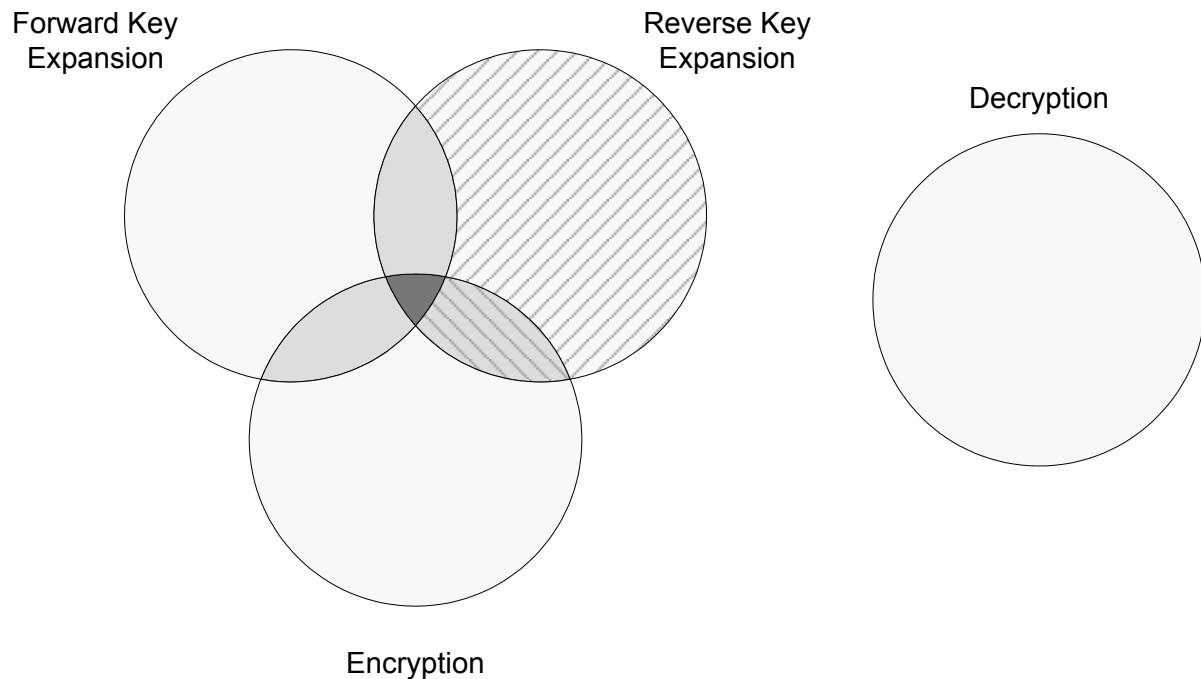 Forward Key
Expansion
Reverse Key
Expansion
Decryption
Encryption